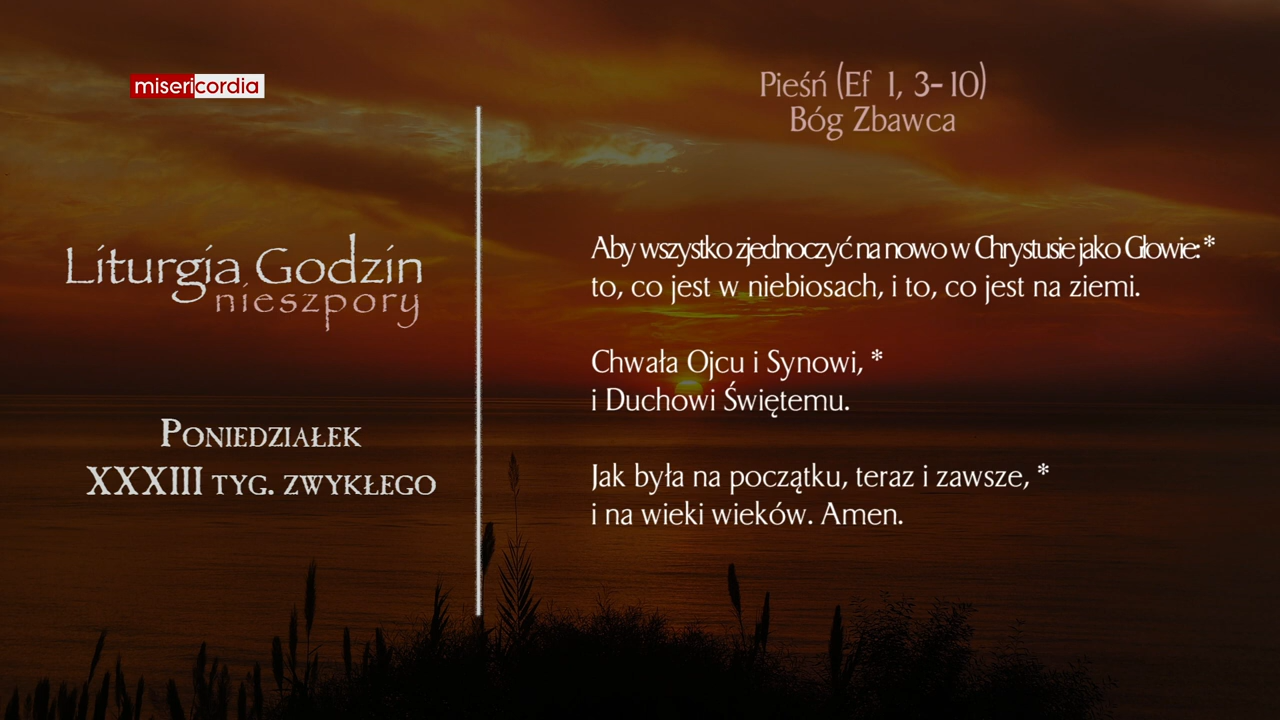 misericordia
Liturgia Godzin
nieszpory
Poniedziałek
XXXIII tyg. zwykłego
Pieśń (Ef 1, 3-10)
Bóg Zbawca
Aby wszystko zjednoczyć na nowo w Chrystusie jako Głowie: *
to, co jest w niebiosach, i to, co jest na ziemi.
Chwała Ojcu i Synowi, *
i Duchowi Świętemu.
Jak była na początku, teraz i zawsze, *
i na wieki wieków. Amen.